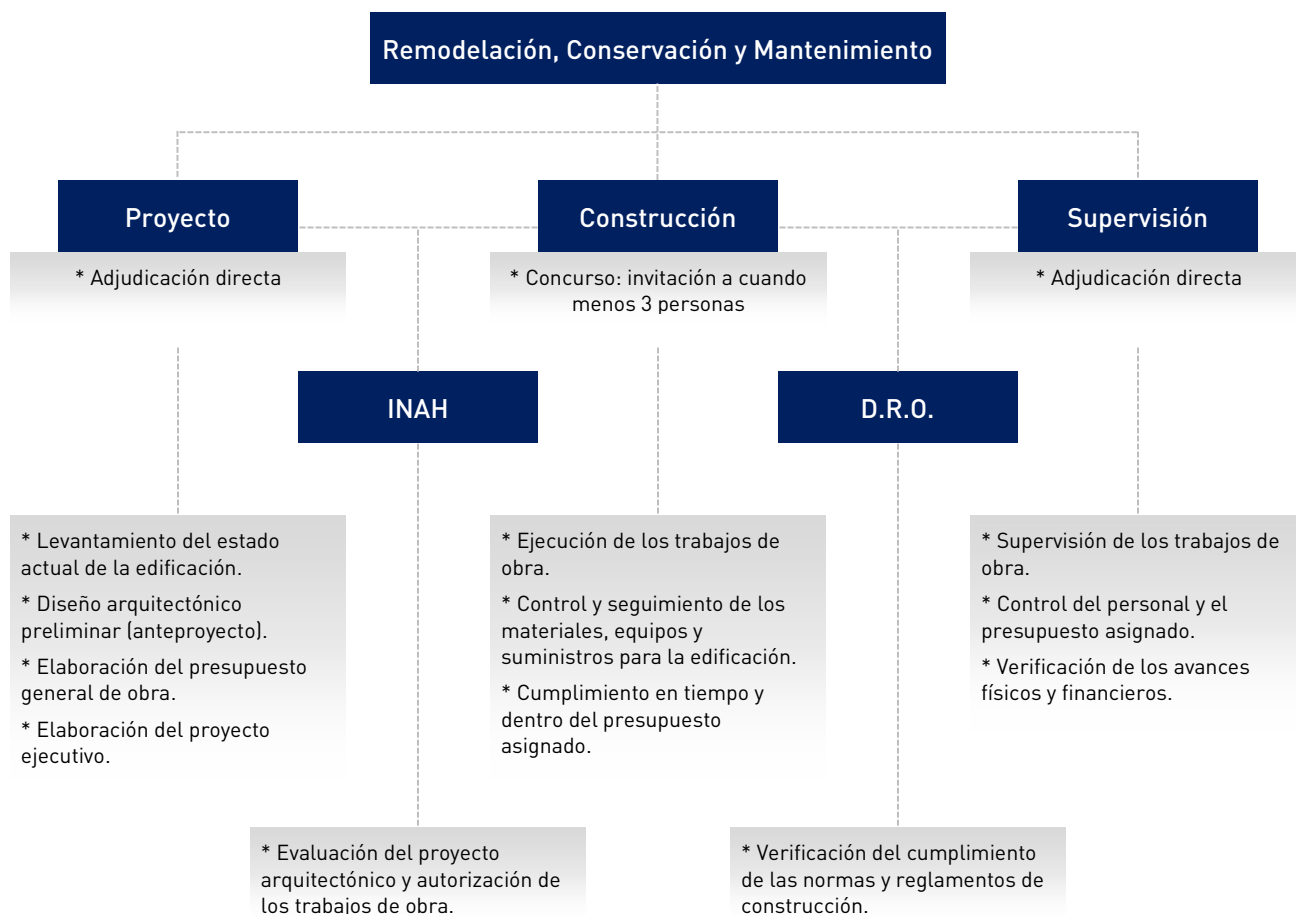 Remodelación, Conservación y Mantenimiento
Proyecto
Construcción
Supervisión
* Adjudicación directa
* Concurso: invitación a cuando
menos 3 personas
* Adjudicación directa
INAH
D.R.O.
* Levantamiento del estado
actual de la edificación.
* Diseño arquitectónico
preliminar (anteproyecto).
* Elaboración del presupuesto
general de obra.
* Elaboración del proyecto
ejecutivo.
* Ejecución de los trabajos de
obra.
* Control y seguimiento de los
materiales, equipos y
suministros para la edificación.
* Cumplimiento en tiempo y
dentro del presupuesto
asignado.
* Supervisión de los trabajos de
obra.
* Control del personal y el
presupuesto asignado.
* Verificación de los avances
físicos y financieros.
* Evaluación del proyecto
arquitectónico y autorización de
los trabajos de obra.
* Verificación del cumplimiento
de las normas y reglamentos de
construcción.